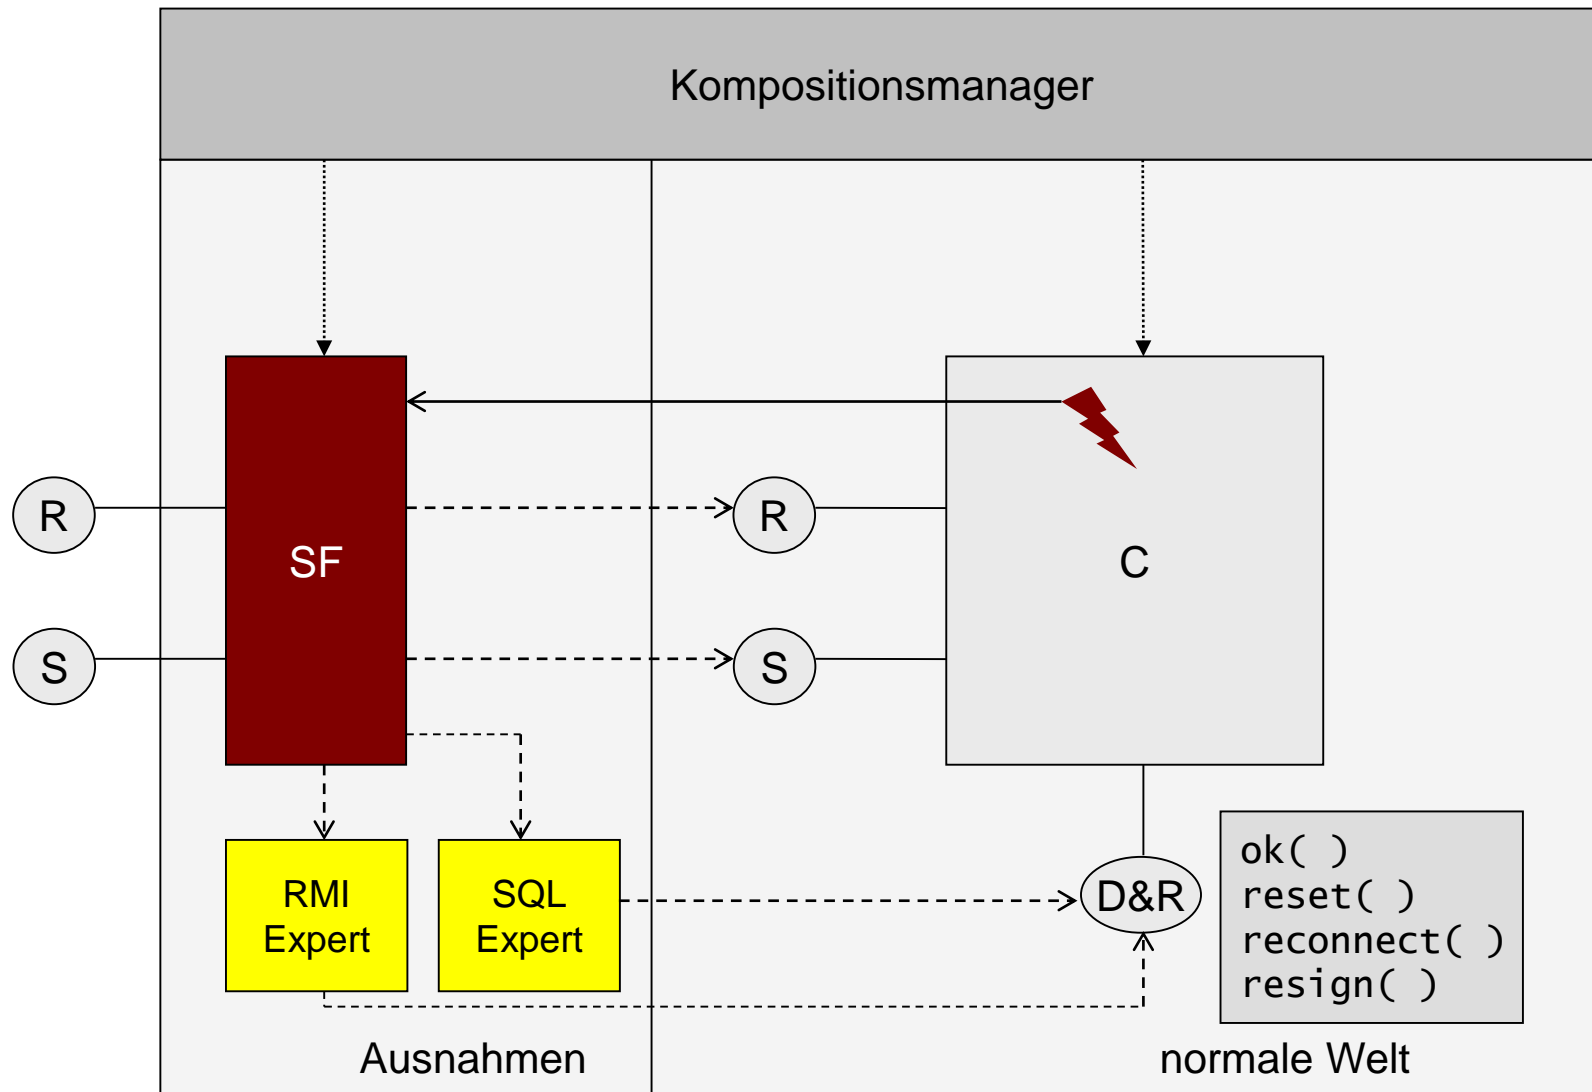 Kompositionsmanager
R
SF
R
C
S
S
RMI
Expert
SQL
Expert
D&R
ok( )
reset( )
reconnect( )
resign( )
Ausnahmen
normale Welt